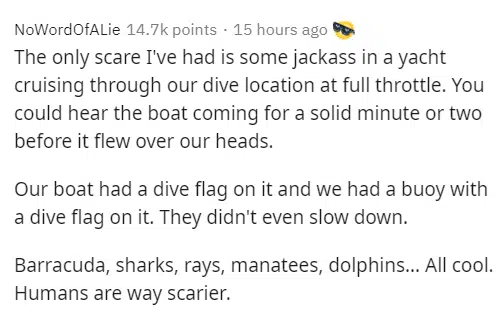 NoWordOfALie 14.7k points · 15 hours ago 😎
The only scare I've had is some jackass in a yacht
cruising through our dive location at full throttle. You
could hear the boat coming for a solid minute or two
before it flew over our heads.
Our boat had a dive flag on it and we had a buoy with
a dive flag on it. They didn't even slow down.
Barracuda, sharks, rays, manatees, dolphins... All cool.
Humans are way scarier.